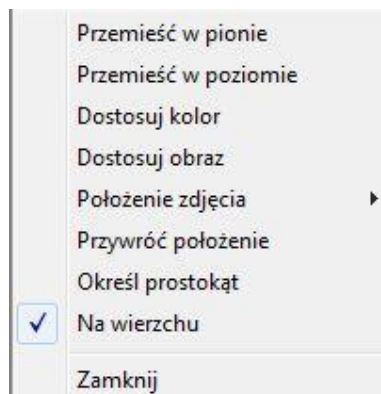 Przemieść w pionie
Przemieść w poziomie
Dostosuj kolor
Dostosuj obraz
Położenie zdjęcia
Przywróć położenie
Określ prostokąt
Na wierzchu
Zamknij